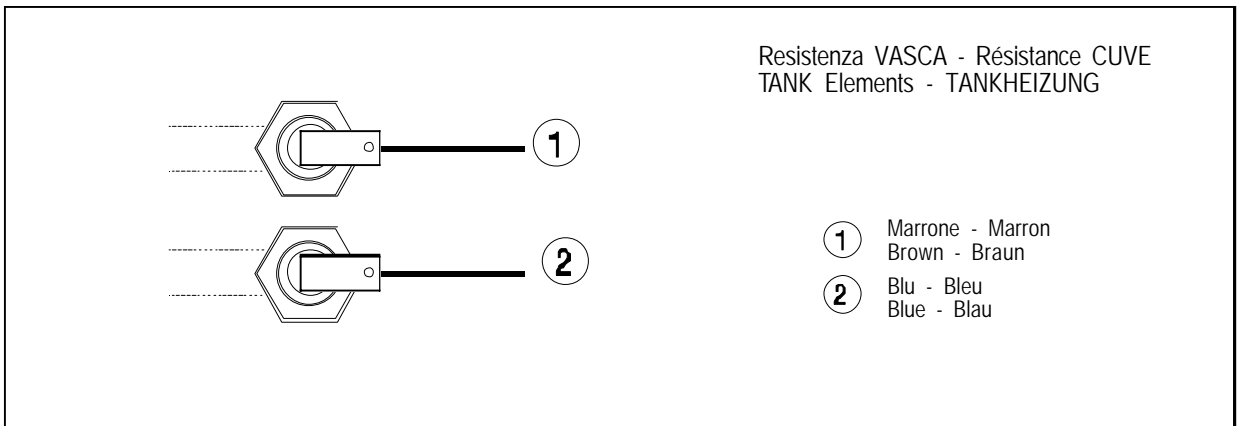 Resistenza VASCA - Résistance CUVE
TANK Elements - TANKHEIZUNG
1
2
1 Marrone - Marron
Brown - Braun
2 Blu - Bleu
Blue - Blau